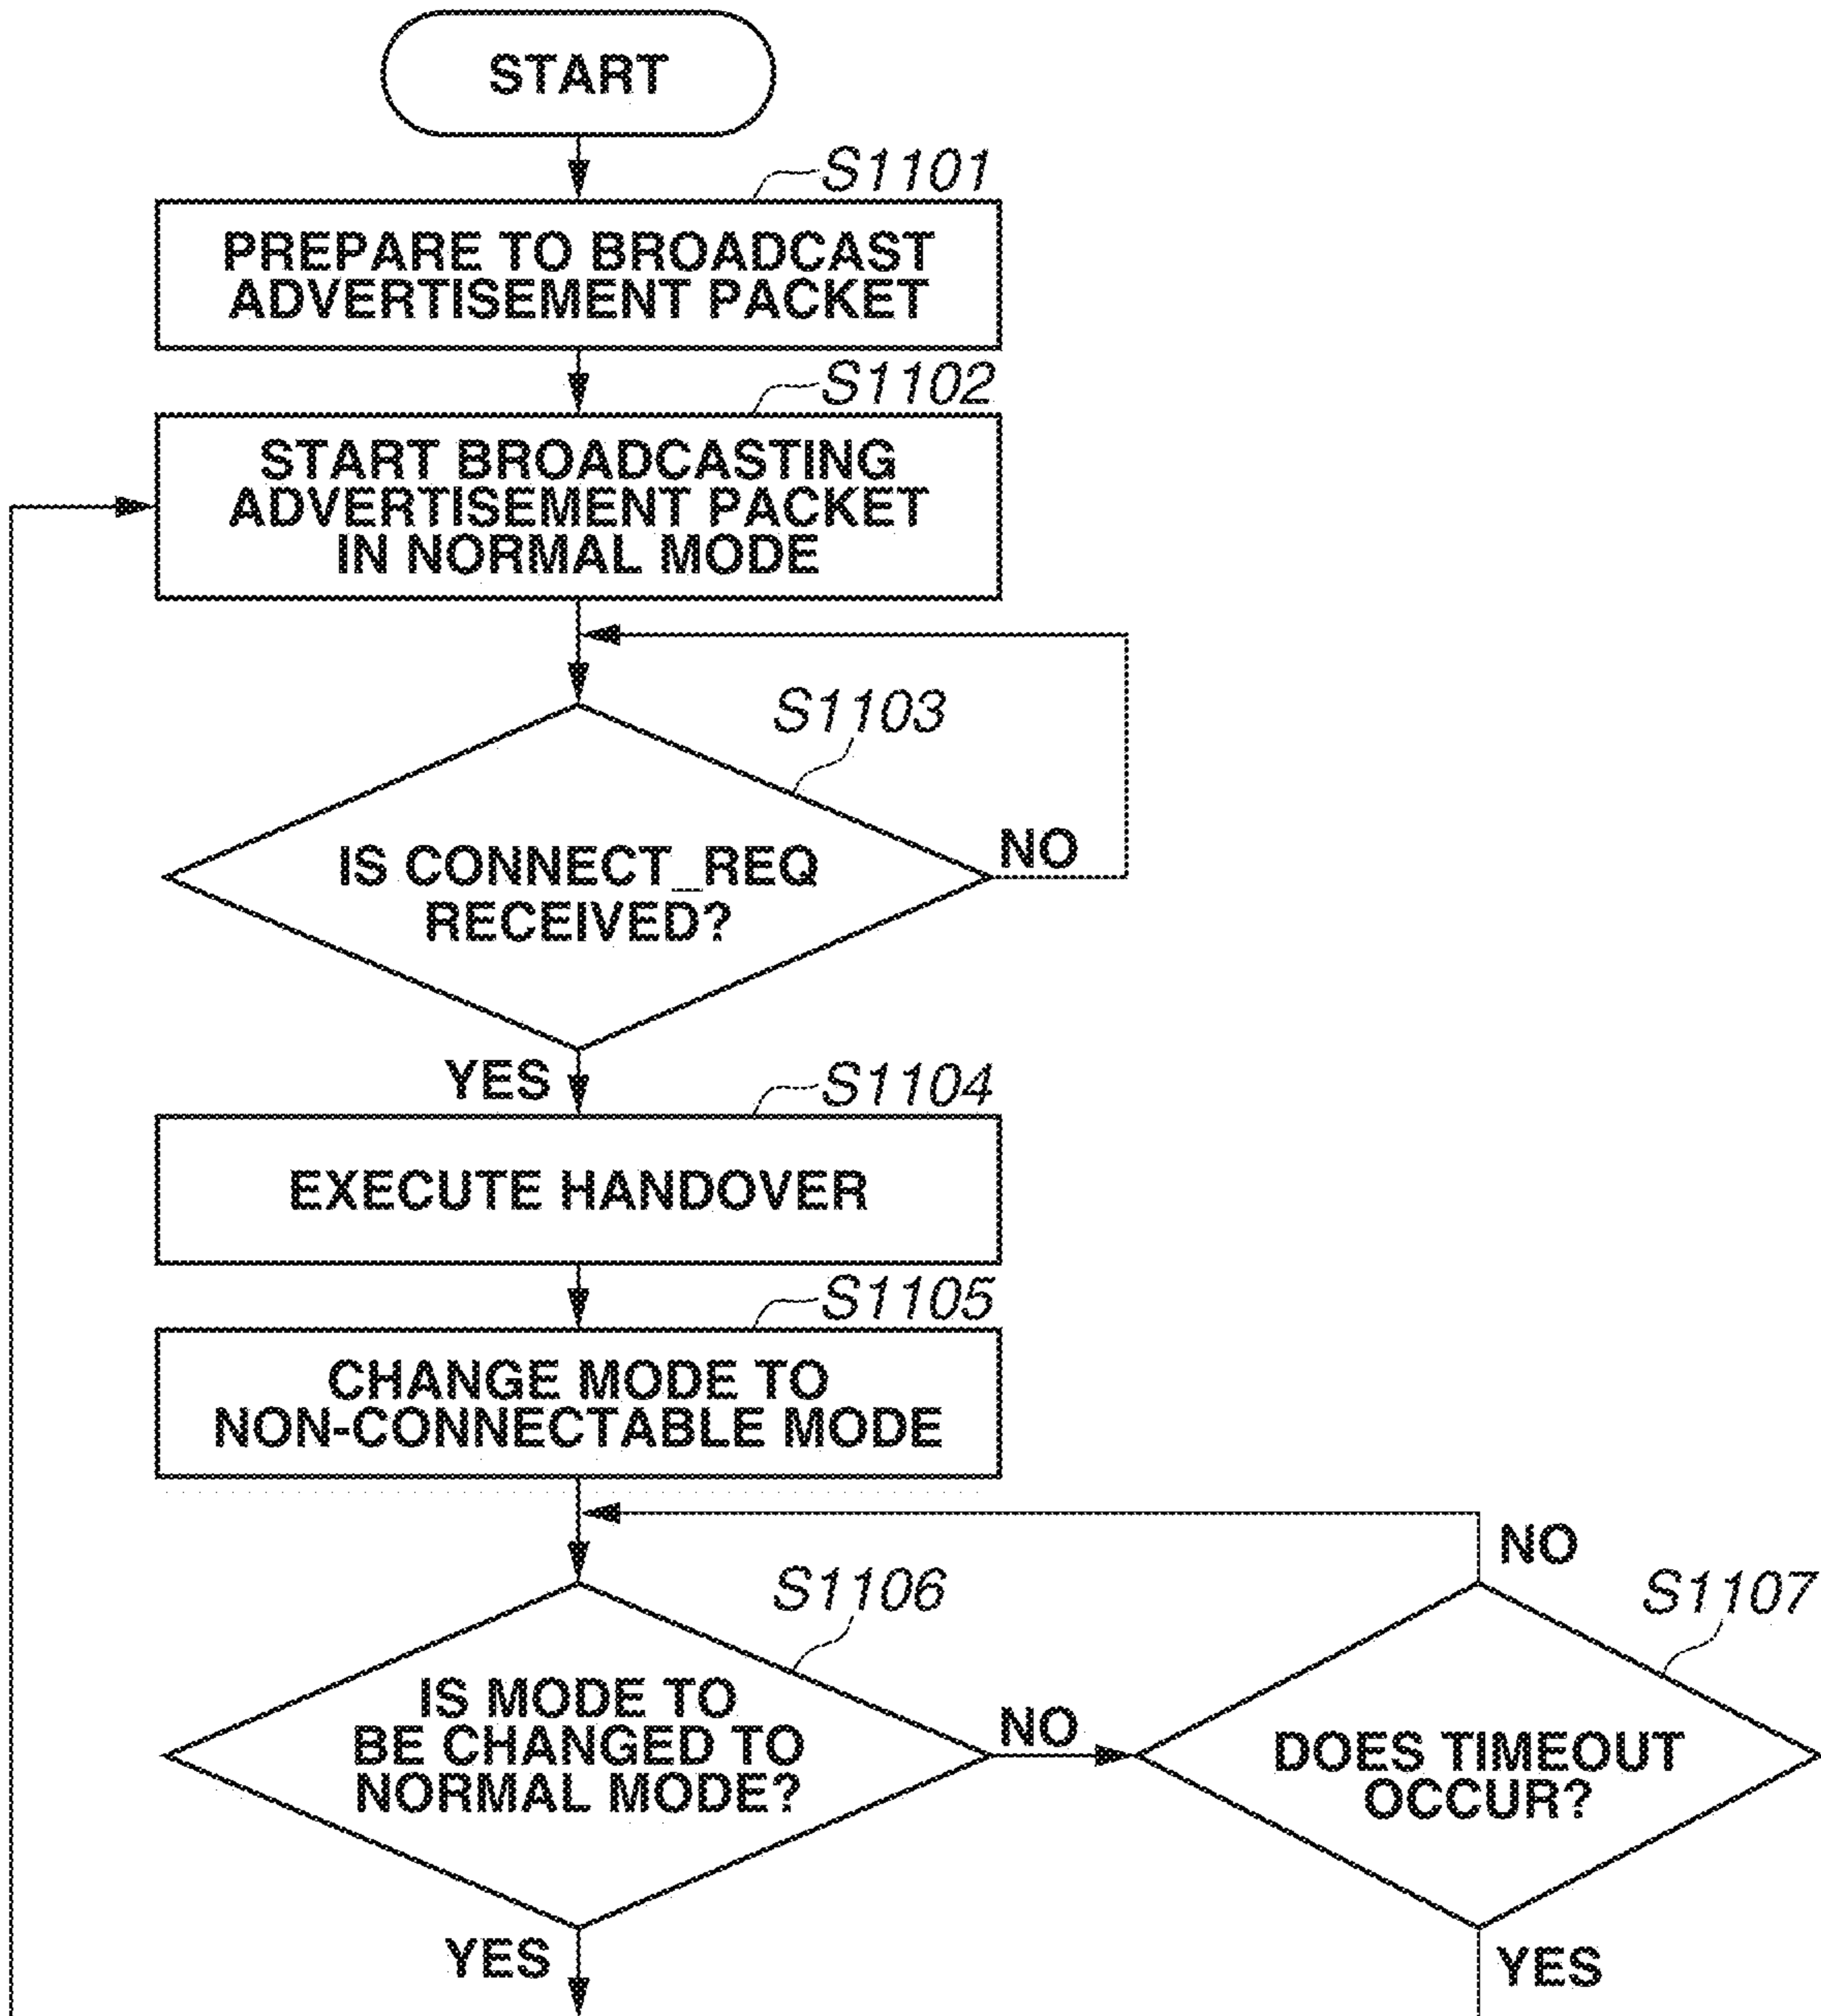 START
S1101
PREPARE TO BROADCAST
ADVERTISEMENT PACKET
S1102
START BROADCASTING
ADVERTISEMENT PACKET
IN NORMAL MODE
S1103
IS CONNECT_REQ
RECEIVED?
NO
YES
S1104
EXECUTE HANDOVER
S1105
CHANGE MODE TO
NON-CONNECTABLE MODE
S1106
IS MODE TO
BE CHANGED TO
NORMAL MODE?
NO
YES
S1107
DOES TIMEOUT
OCCUR?
NO
YES